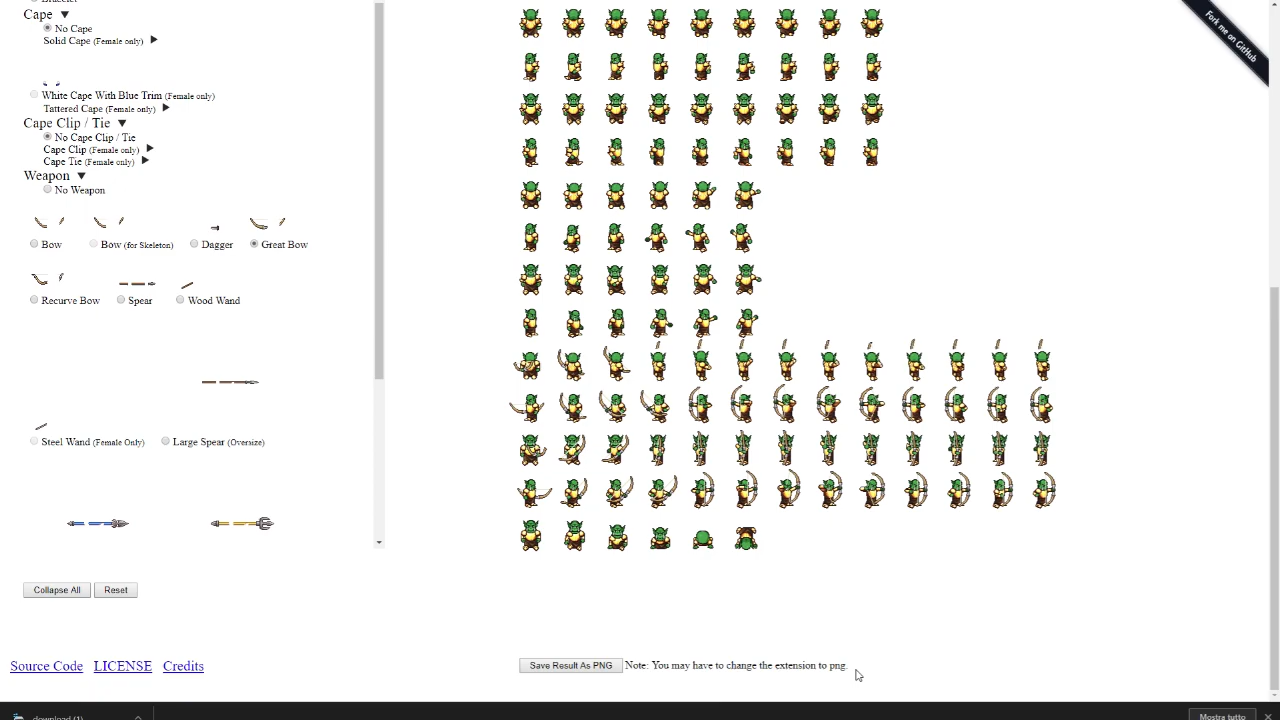 Cape
No Cape
Solid Cape (Female only)
White Cape With Blue Trim (Female only)
Tattered Cape (Female only)
Cape Clip / Tie
No Cape Clip / Tie
Cape Clip (Female only)
Cape Tie (Female only)
Weapon
No Weapon
Bow Bow (for Skeleton) Dagger Great Bow
Recurve Bow Spear Wood Wand
Steel Wand (Female Only) Large Spear (Oversize)
Collapse All Reset
Source Code LICENSE Credits
Fork me on GitHub
Save Result As PNG Note: You may have to change the extension to png.
download (1)
Mostra tutto